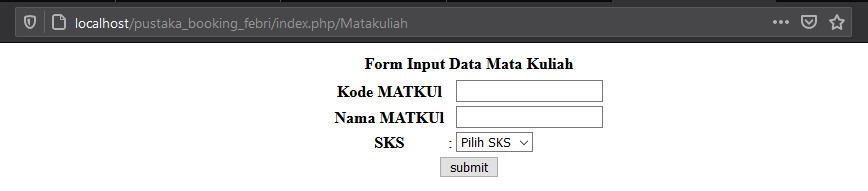 localhost/pustaka_booking_febri/index.php/Matakuliah
Form Input Data Mata Kuliah
Kode MATKUl
Nama MATKUl
SKS : Pilih SKS
submit